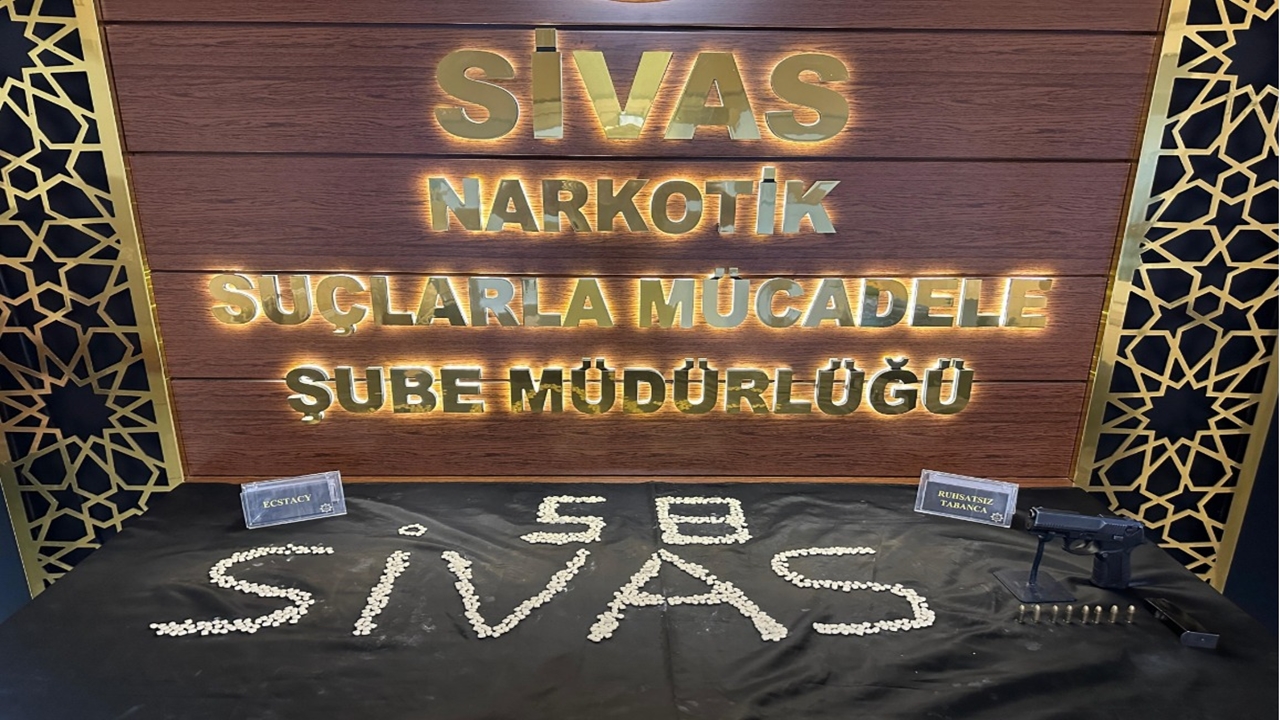 SİVAS
NARKOTİK
SUÇLARLA MÜCADELE
ŞUBE MÜDÜRLÜĞÜ
ECSTACY
RUHSATSIZ
TABANCA
58
SİVAS